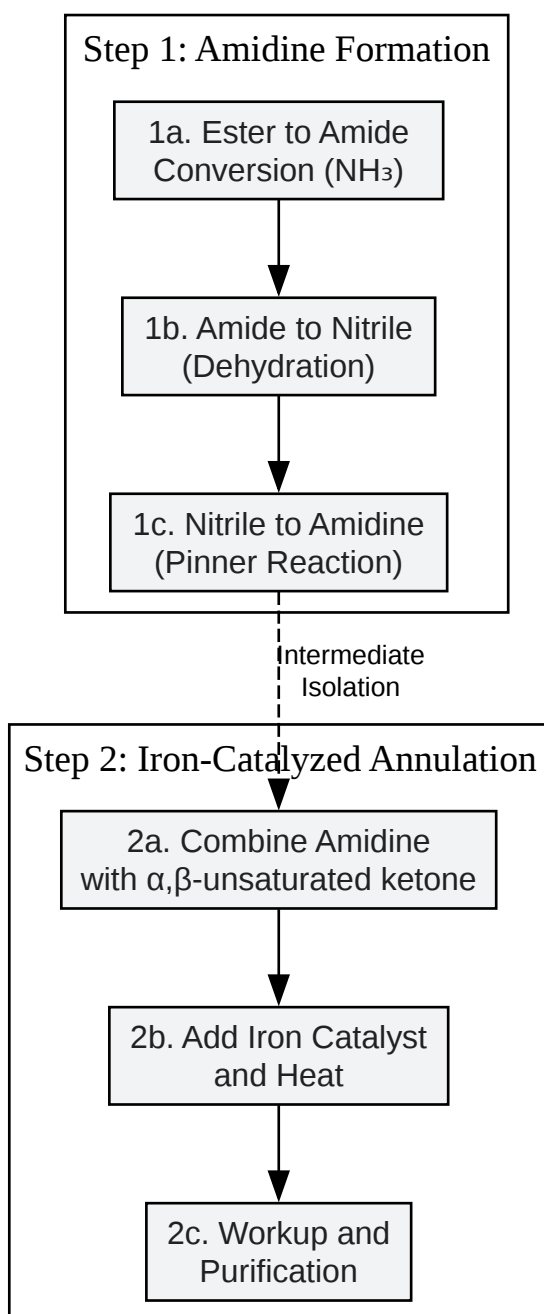 Step 1: Amidine Formation
1a. Ester to Amide
Conversion (NH₃)
1b. Amide to Nitrile
(Dehydration)
1c. Nitrile to Amidine
(Pinner Reaction)
Intermediate
Isolation
Step 2: Iron-Catalyzed Annulation
2a. Combine Amidine
with α,β-unsaturated ketone
2b. Add Iron Catalyst
and Heat
2c. Workup and
Purification